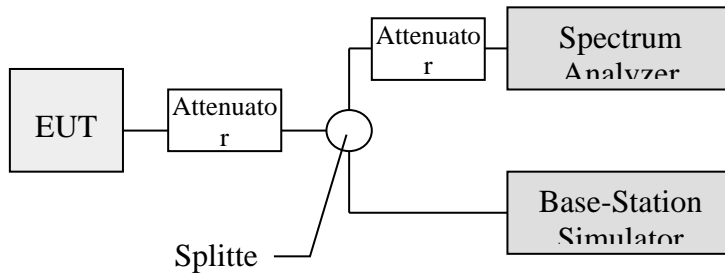 Attenuato
r
Spectrum
Analyzer
EUT
Attenuato
r
Base-Station
Simulator
Splitte